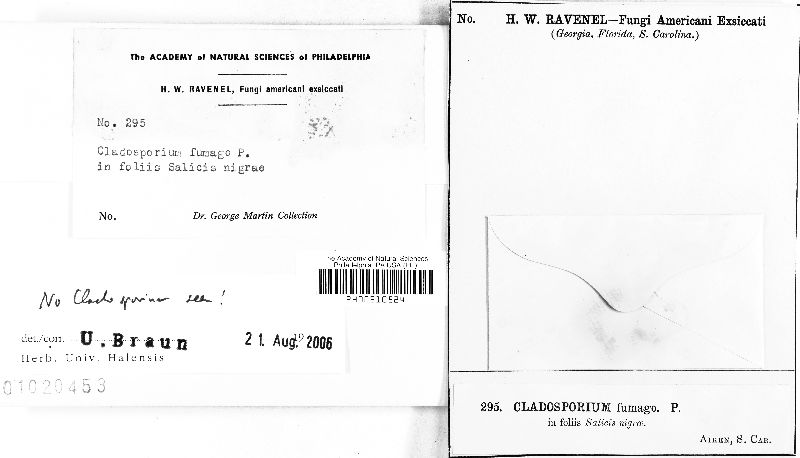 The ACADEMY of NATURAL SCIENCES of PHILADELPHIA
H. W. RAVENEL, Fungi americani exsiccati
No. 295
Cladosporium fumago P.
in foliis Salicis nigrae
No. Dr. George Martin Collection
No Cladosporium seen!
det./con. U. Braun 21. Aug. 2006
Herb. Univ. Halensis
01020453
No. H. W. RAVENEL—Fungi Americani Exsiccati
(Georgia, Florida, S. Carolina.)
295. CLADOSPORIUM fumago. P.
in foliis Salicis nigræ.
AIKEN, S. CAR.